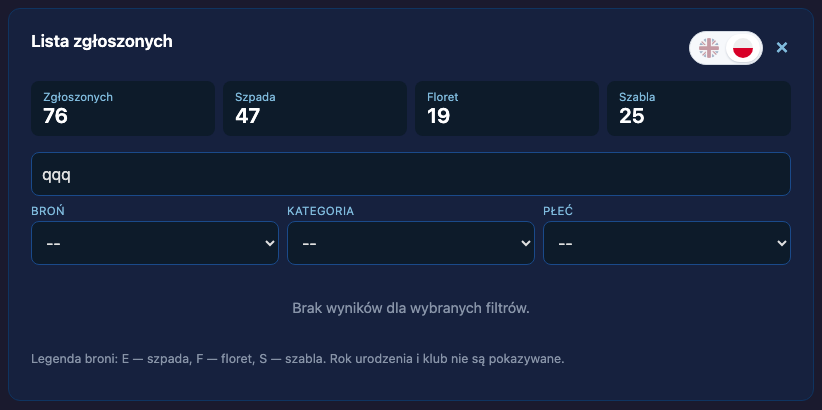 Lista zgłoszonych
×
Zgłoszonych
76
Szpada
47
Floret
19
Szabla
25
qqq
BROŃ
KATEGORIA
PŁEĆ
--
--
--
Brak wyników dla wybranych filtrów.
Legenda broni: E — szpada, F — floret, S — szabla. Rok urodzenia i klub nie są pokazywane.